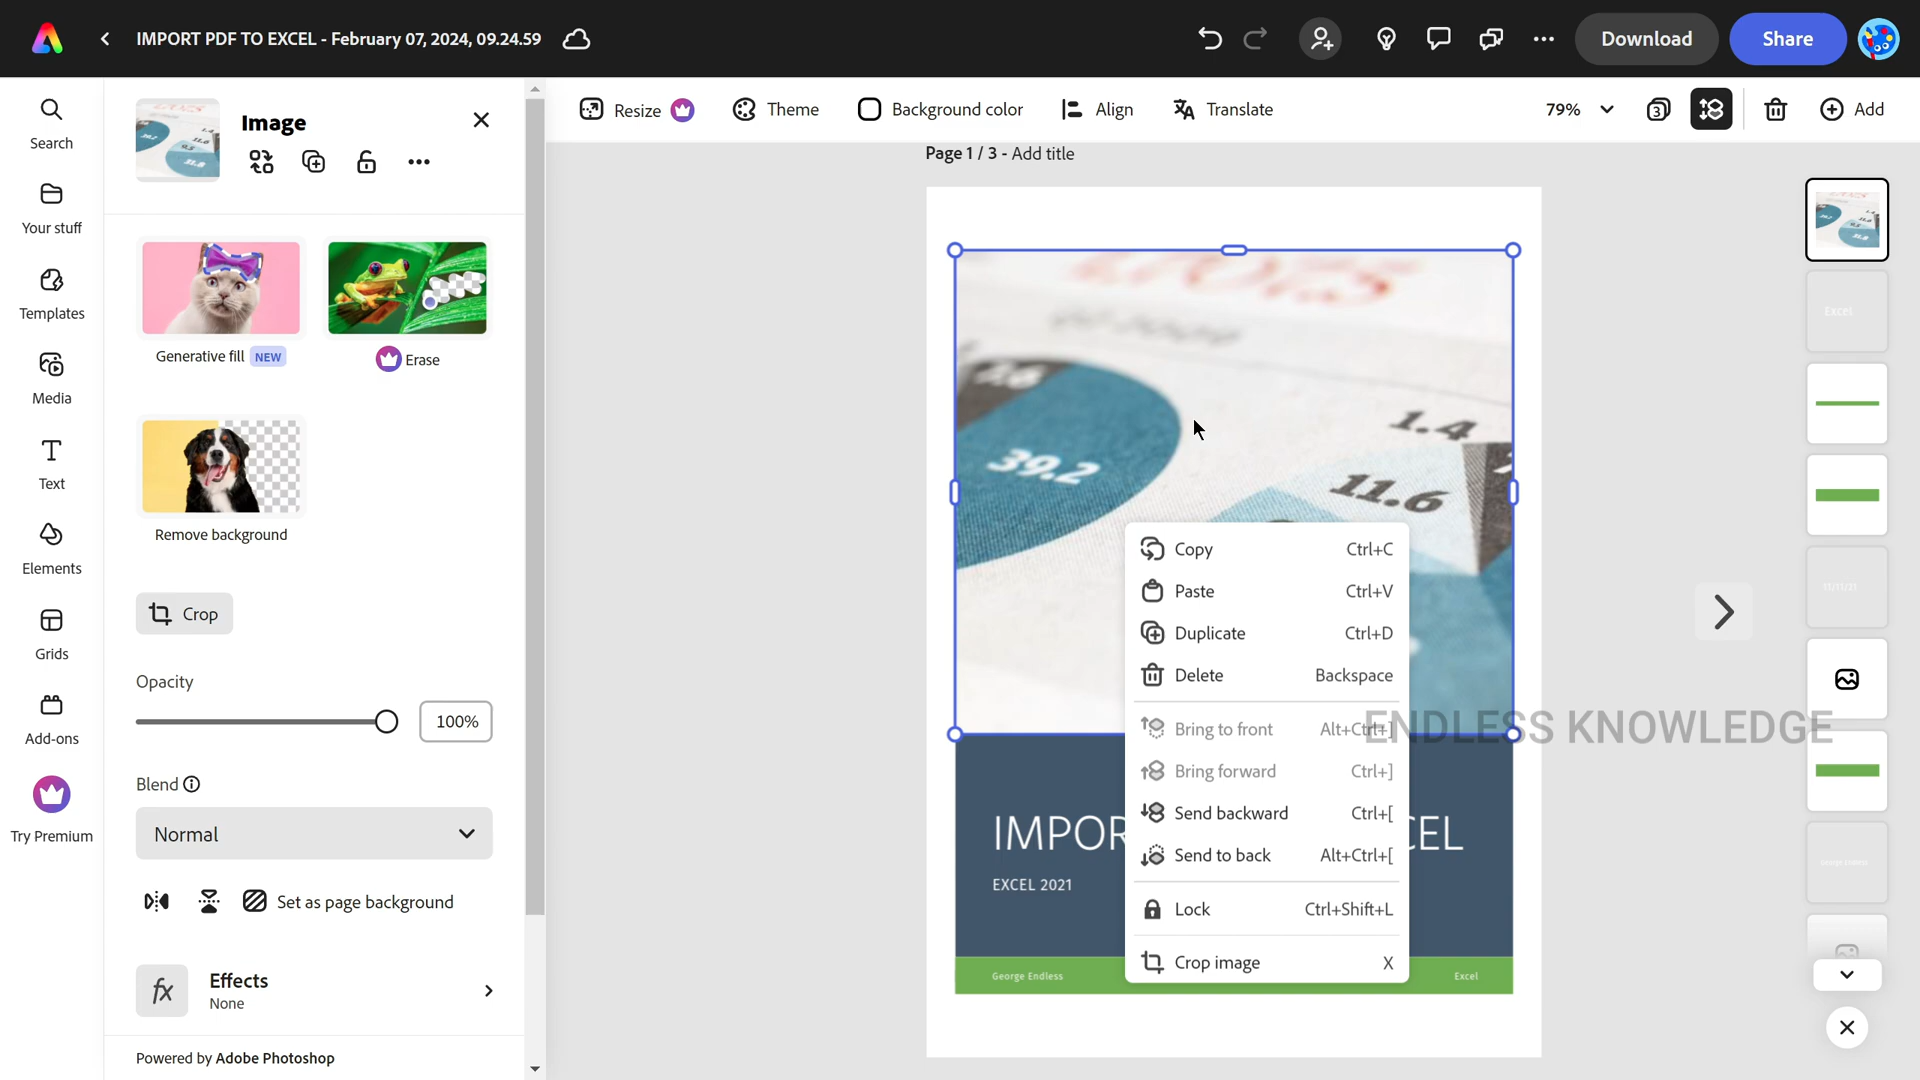 IMPORT PDF TO EXCEL - February 07, 2024, 09.24.59
Download
Share
Search
Your stuff
Templates
Media
Text
Elements
Grids
Add-ons
Try Premium
Image
Generative fill NEW
Erase
Remove background
Crop
Opacity
100%
Blend
Normal
Set as page background
fx Effects
None
Powered by Adobe Photoshop
Resize
Theme
Background color
Align
Translate
79%
3
Add
Page 1 / 3 - Add title
39.2
1.4
11.6
Copy Ctrl+C
Paste Ctrl+V
Duplicate Ctrl+D
Delete Backspace
Bring to front Alt+Ctrl+]
Bring forward Ctrl+]
Send backward Ctrl+[
Send to back Alt+Ctrl+[
Lock Ctrl+Shift+L
Crop image X
ENDLESS KNOWLEDGE
EXCEL 2021
George Endless
Excel
Excel
George Endless